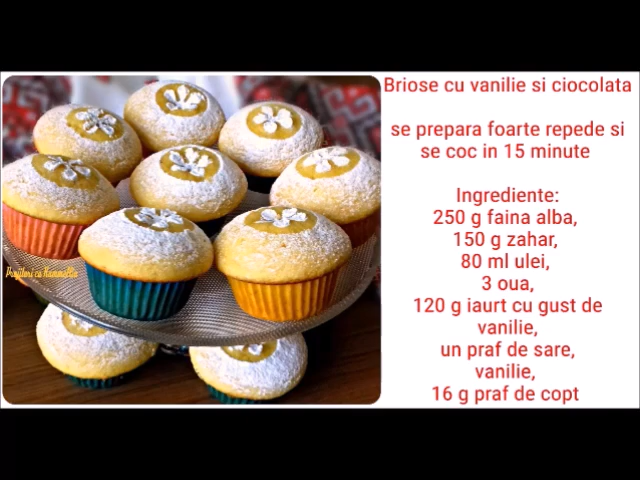 Briose cu vanilie si ciocolata
se prepara foarte repede si
se coc in 15 minute
Ingrediente:
250 g faina alba,
150 g zahar,
80 ml ulei,
3 oua,
120 g iaurt cu gust de
vanilie,
un praf de sare,
vanilie,
16 g praf de copt